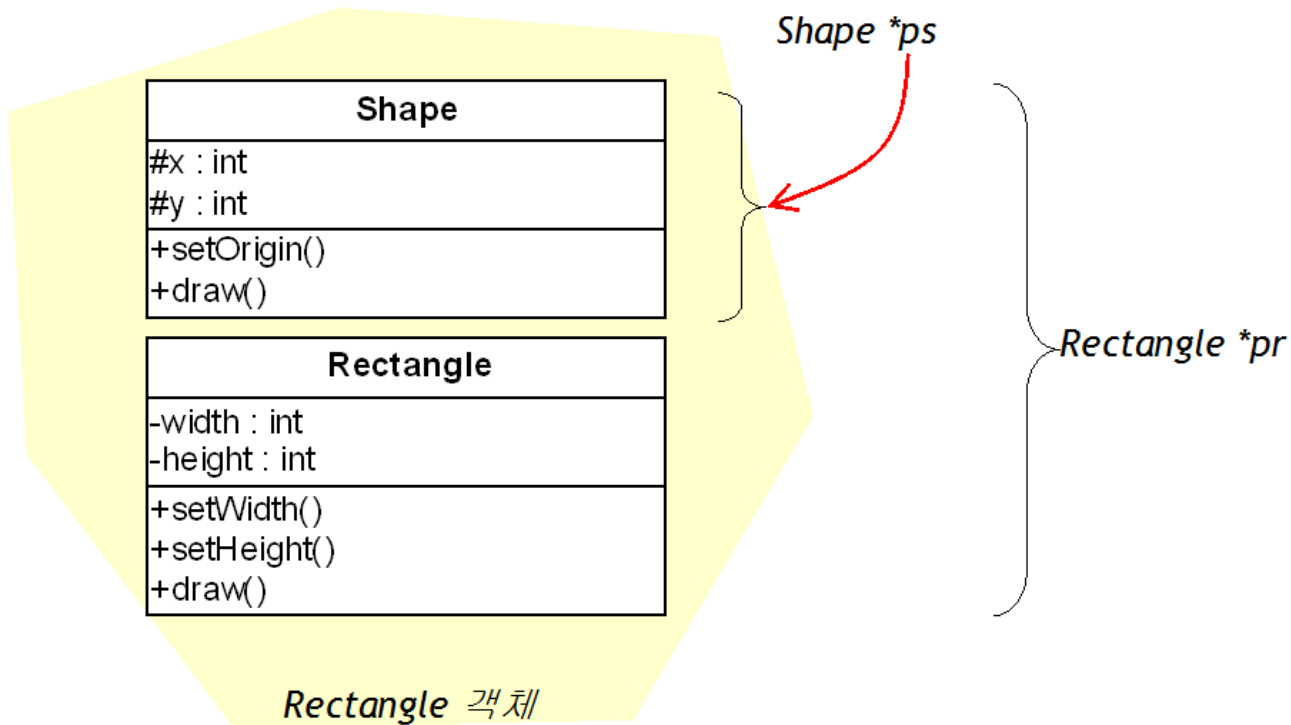 Shape *ps
Shape
#x : int
#y : int
+setOrigin()
+draw()
Rectangle *pr
Rectangle
-width : int
-height : int
+setWidth()
+setHeight()
+draw()
Rectangle 객체